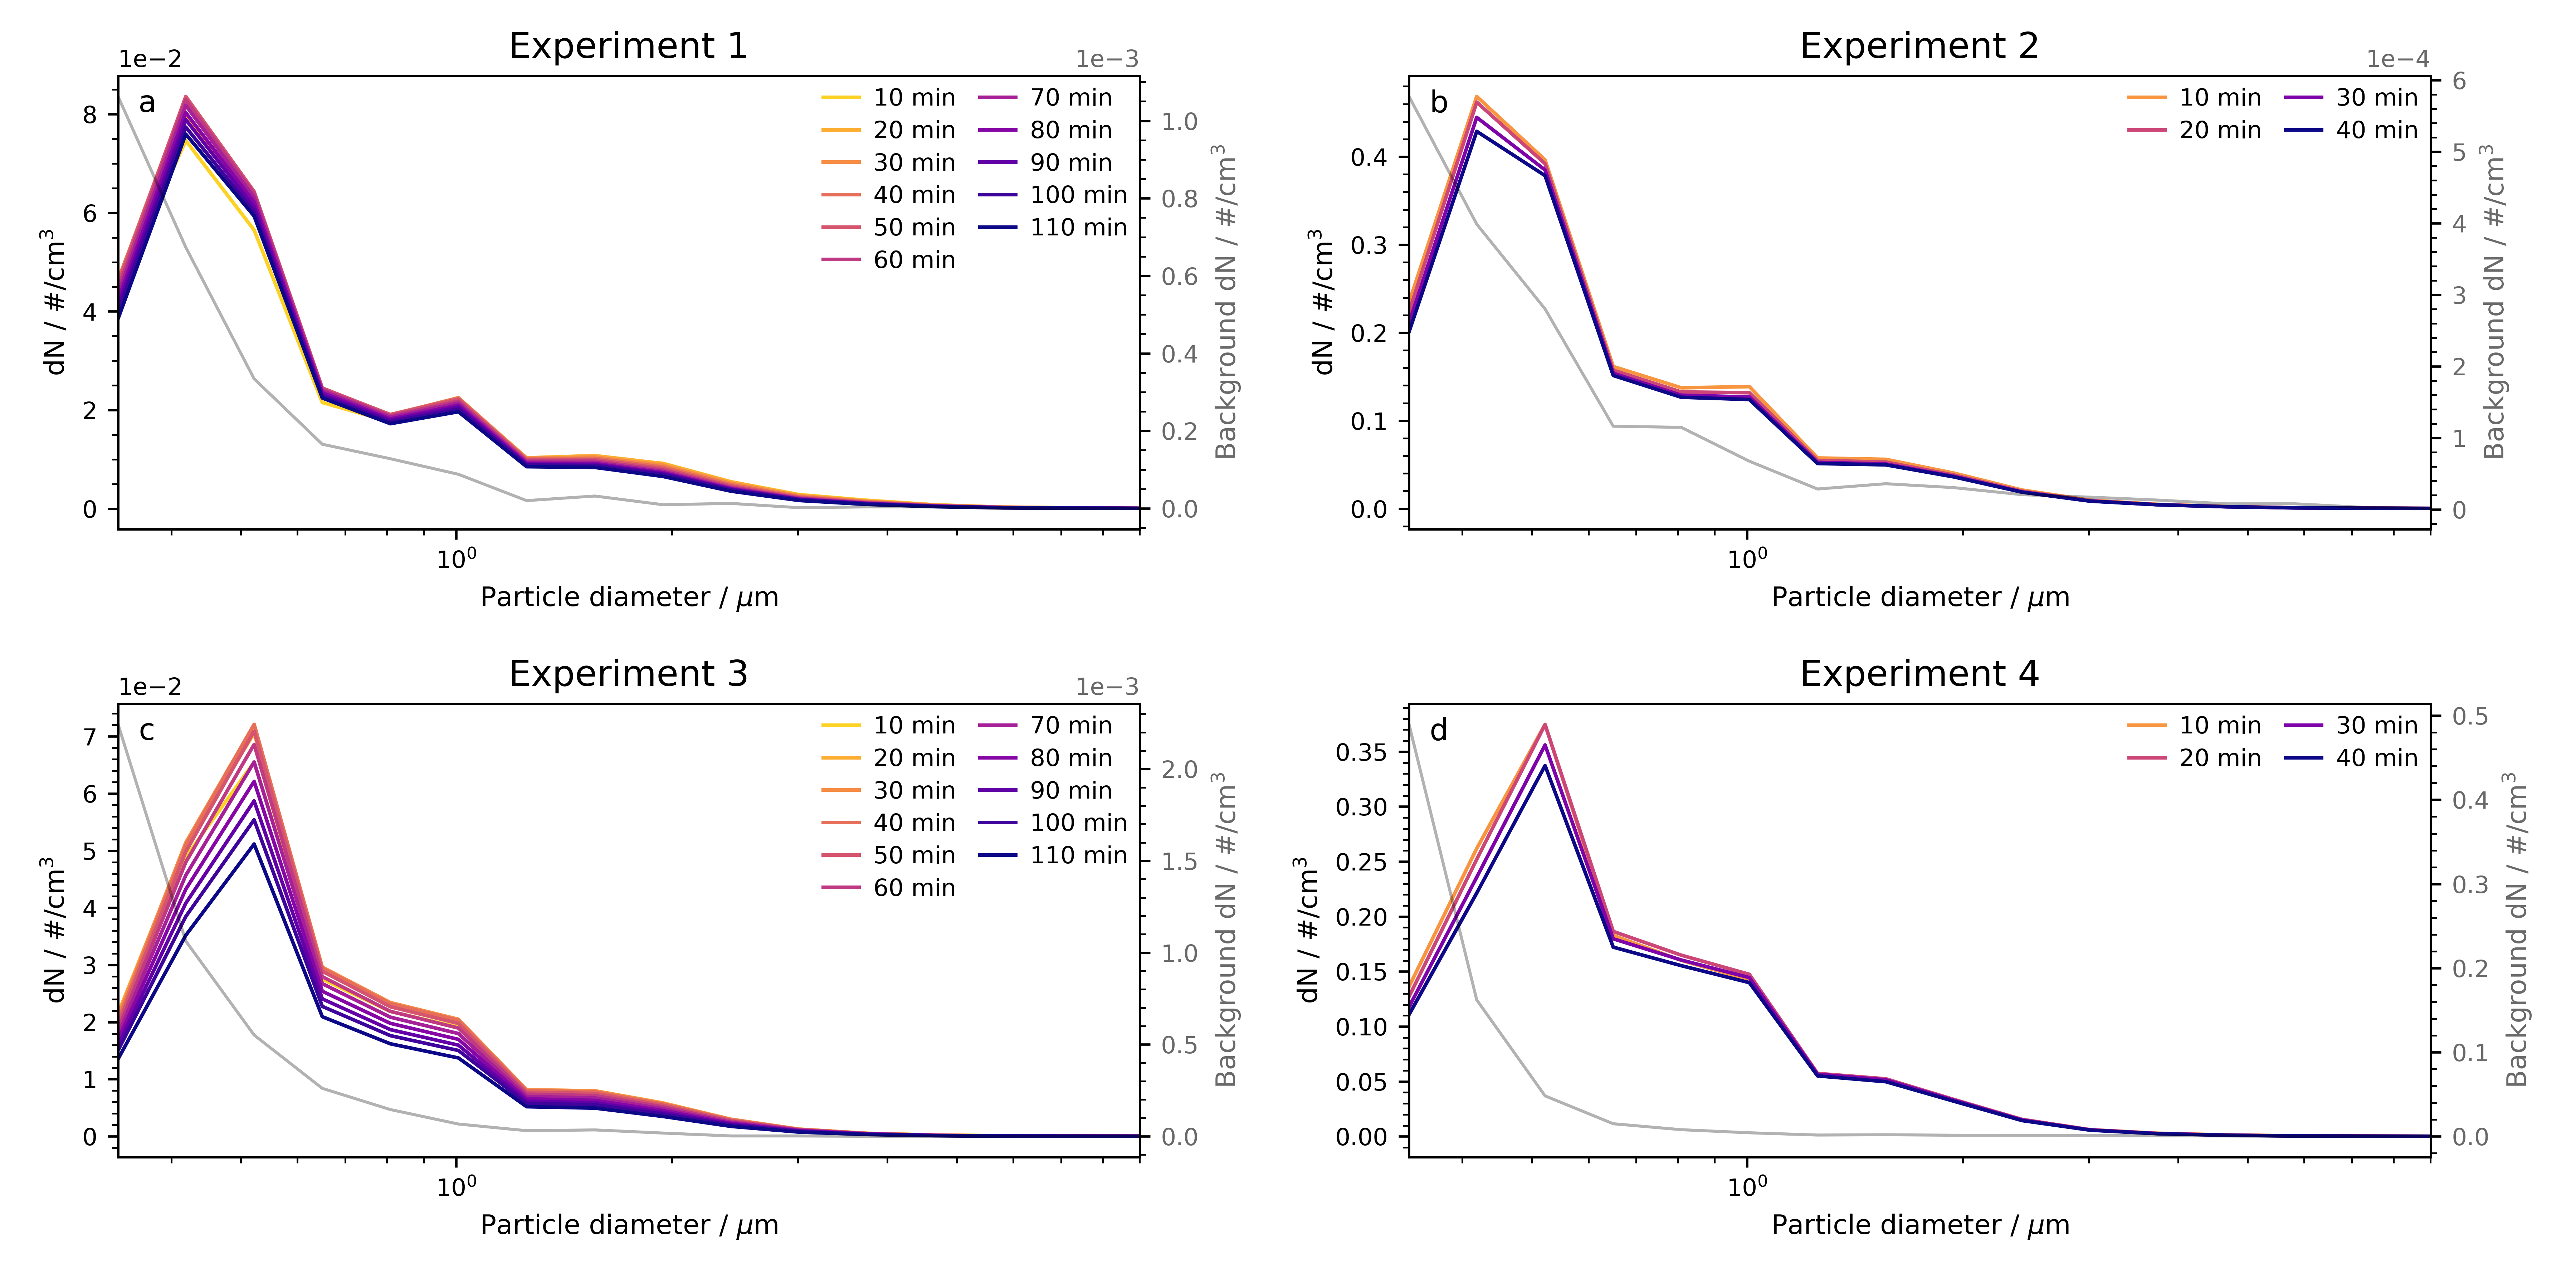 Experiment 1
1e−2
1e−3
a
10 min
20 min
30 min
40 min
50 min
60 min
70 min
80 min
90 min
100 min
110 min
8
6
4
2
0
dN / #/cm³
1.0
0.8
0.6
0.4
0.2
0.0
Background dN / #/cm³
10⁰
Particle diameter / μm
Experiment 2
1e−4
b
10 min
20 min
30 min
40 min
0.4
0.3
0.2
0.1
0.0
dN / #/cm³
6
5
4
3
2
1
0
Background dN / #/cm³
10⁰
Particle diameter / μm
Experiment 3
1e−2
1e−3
c
10 min
20 min
30 min
40 min
50 min
60 min
70 min
80 min
90 min
100 min
110 min
7
6
5
4
3
2
1
0
dN / #/cm³
2.0
1.5
1.0
0.5
0.0
Background dN / #/cm³
10⁰
Particle diameter / μm
Experiment 4
d
10 min
20 min
30 min
40 min
0.35
0.30
0.25
0.20
0.15
0.10
0.05
0.00
dN / #/cm³
0.5
0.4
0.3
0.2
0.1
0.0
Background dN / #/cm³
10⁰
Particle diameter / μm